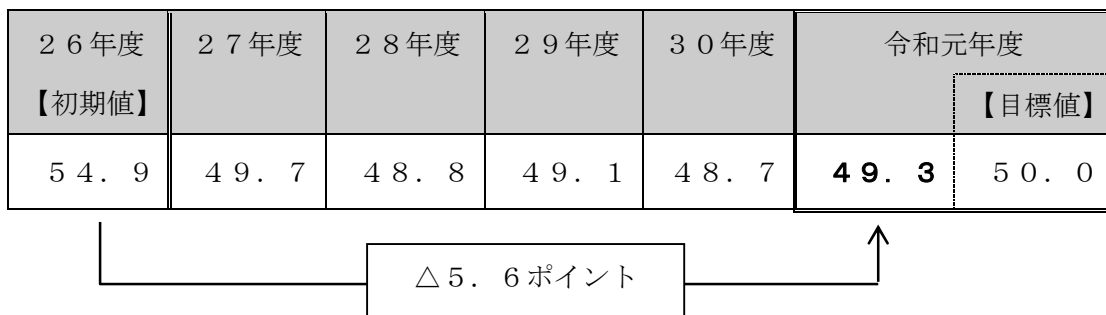 ２６年度 ２７年度 ２８年度 ２９年度 ３０年度 令和元年度
【初期値】 【目標値】
５４．９ ４９．７ ４８．８ ４９．１ ４８．７ ４９．３ ５０．０
△５．６ポイント